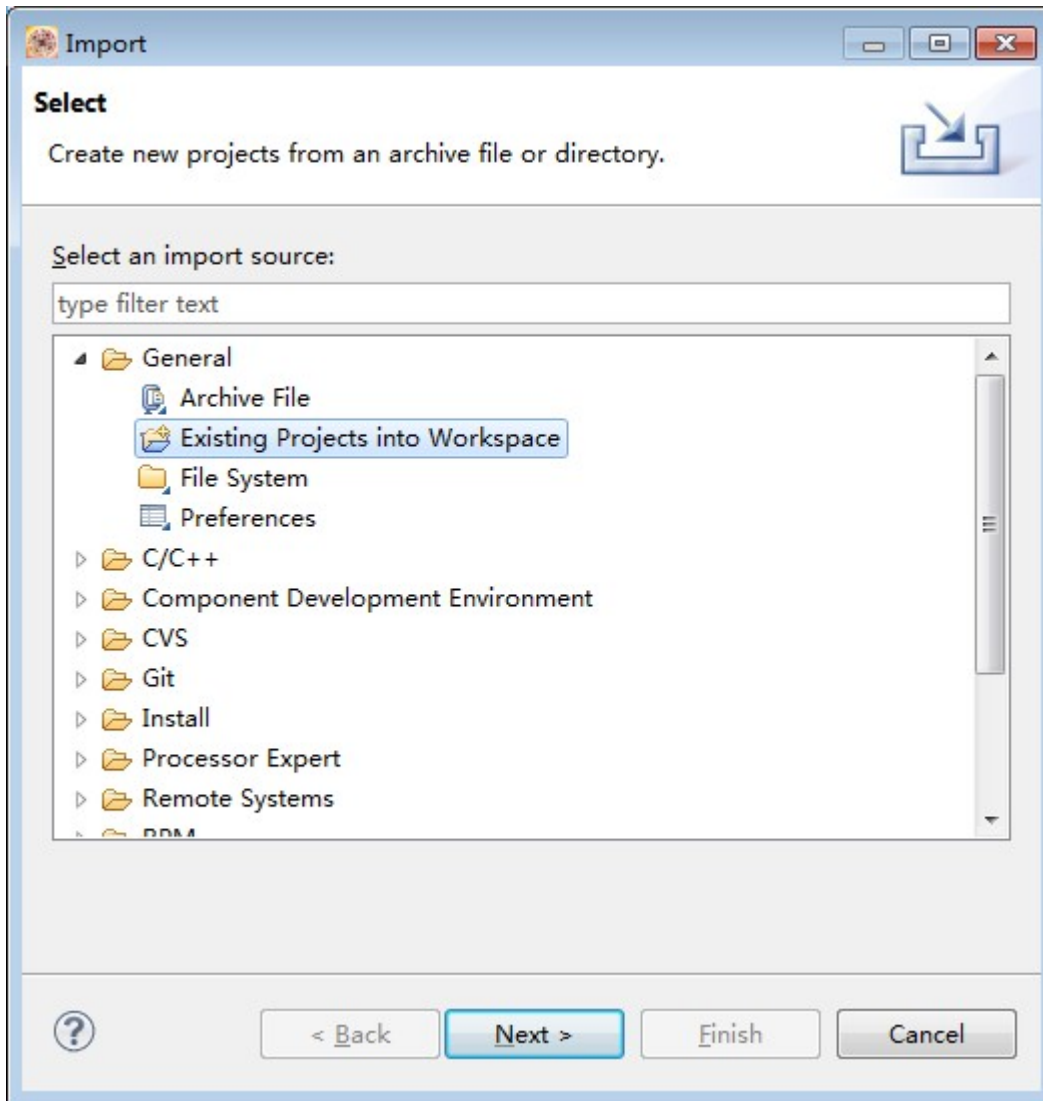 Import
Select
Create new projects from an archive file or directory.
Select an import source:
type filter text
General
Archive File
Existing Projects into Workspace
File System
Preferences
C/C++
Component Development Environment
CVS
Git
Install
Processor Expert
Remote Systems
RPM
< Back
Next >
Finish
Cancel